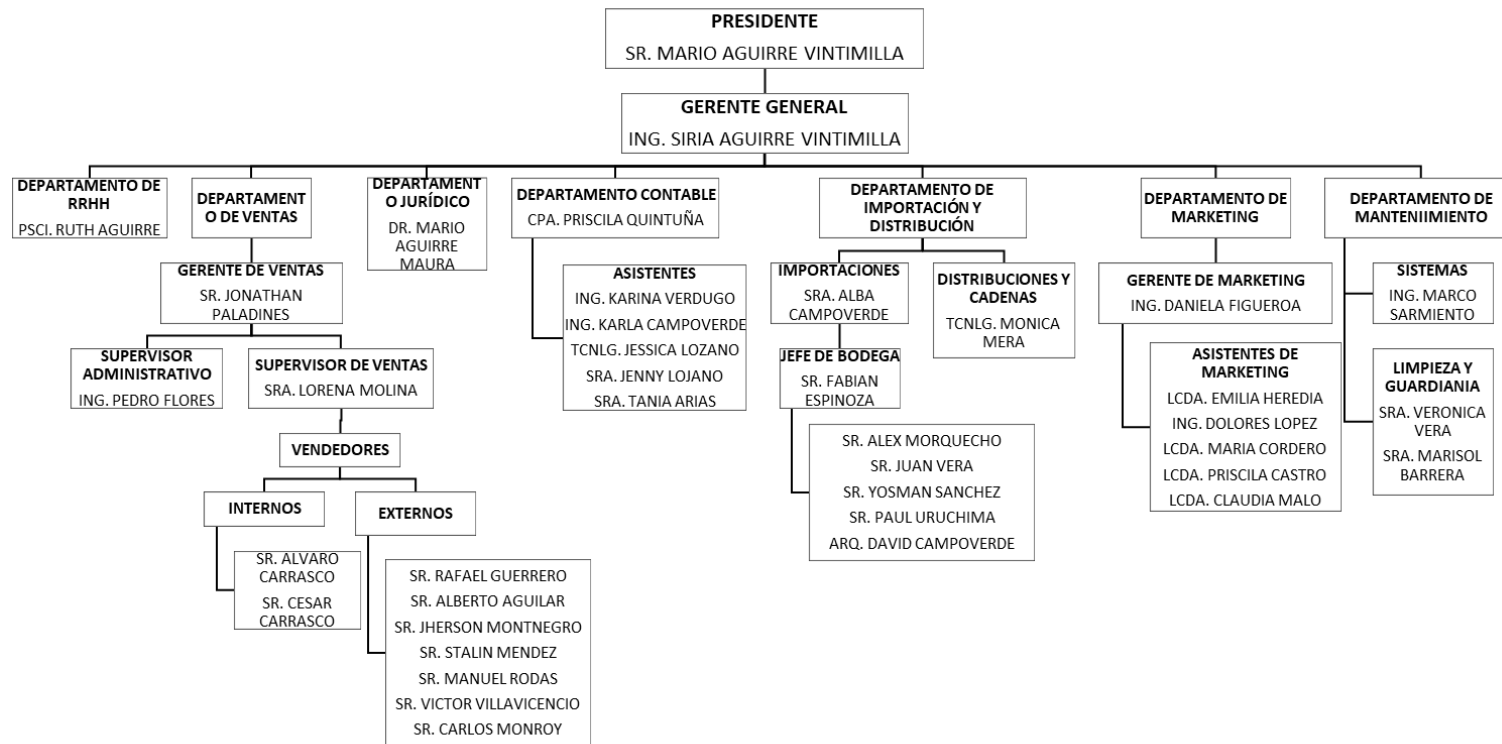 PRESIDENTE
SR. MARIO AGUIRRE VINTIMILLA
GERENTE GENERAL
ING. SIRIA AGUIRRE VINTIMILLA
DEPARTAMENTO DE
RRHH
PSCI. RUTH AGUIRRE
DEPARTAMENT
O DE VENTAS
DEPARTAMENT
O JURÍDICO
DR. MARIO
AGUIRRE
MAURA
DEPARTAMENTO CONTABLE
CPA. PRISCILA QUINTUÑA
DEPARTAMENTO DE
IMPORTACIÓN Y
DISTRIBUCIÓN
DEPARTAMENTO DE
MARKETING
DEPARTAMENTO DE
MANTENIIMIENTO
GERENTE DE VENTAS
SR. JONATHAN
PALADINES
SUPERVISOR
ADMINISTRATIVO
ING. PEDRO FLORES
SUPERVISOR DE VENTAS
SRA. LORENA MOLINA
VENDEDORES
INTERNOS
SR. ALVARO
CARRASCO
SR. CESAR
CARRASCO
EXTERNOS
SR. RAFAEL GUERRERO
SR. ALBERTO AGUILAR
SR. JHERSON MONTNEGRO
SR. STALIN MENDEZ
SR. MANUEL RODAS
SR. VICTOR VILLAVICENCIO
SR. CARLOS MONROY
ASISTENTES
ING. KARINA VERDUGO
ING. KARLA CAMPOVERDE
TCNLG. JESSICA LOZANO
SRA. JENNY LOJANO
SRA. TANIA ARIAS
IMPORTACIONES
SRA. ALBA
CAMPOVERDE
JEFE DE BODEGA
SR. FABIAN
ESPINOZA
SR. ALEX MORQUECHO
SR. JUAN VERA
SR. YOSMAN SANCHEZ
SR. PAUL URUCHIMA
ARQ. DAVID CAMPOVERDE
DISTRIBUCIONES Y
CADENAS
TCNLG. MONICA
MERA
GERENTE DE MARKETING
ING. DANIELA FIGUEROA
ASISTENTES DE
MARKETING
LCDA. EMILIA HEREDIA
ING. DOLORES LOPEZ
LCDA. MARIA CORDERO
LCDA. PRISCILA CASTRO
LCDA. CLAUDIA MALO
SISTEMAS
ING. MARCO
SARMIENTO
LIMPIEZA Y
GUARDIANIA
SRA. VERONICA
VERA
SRA. MARISOL
BARRERA